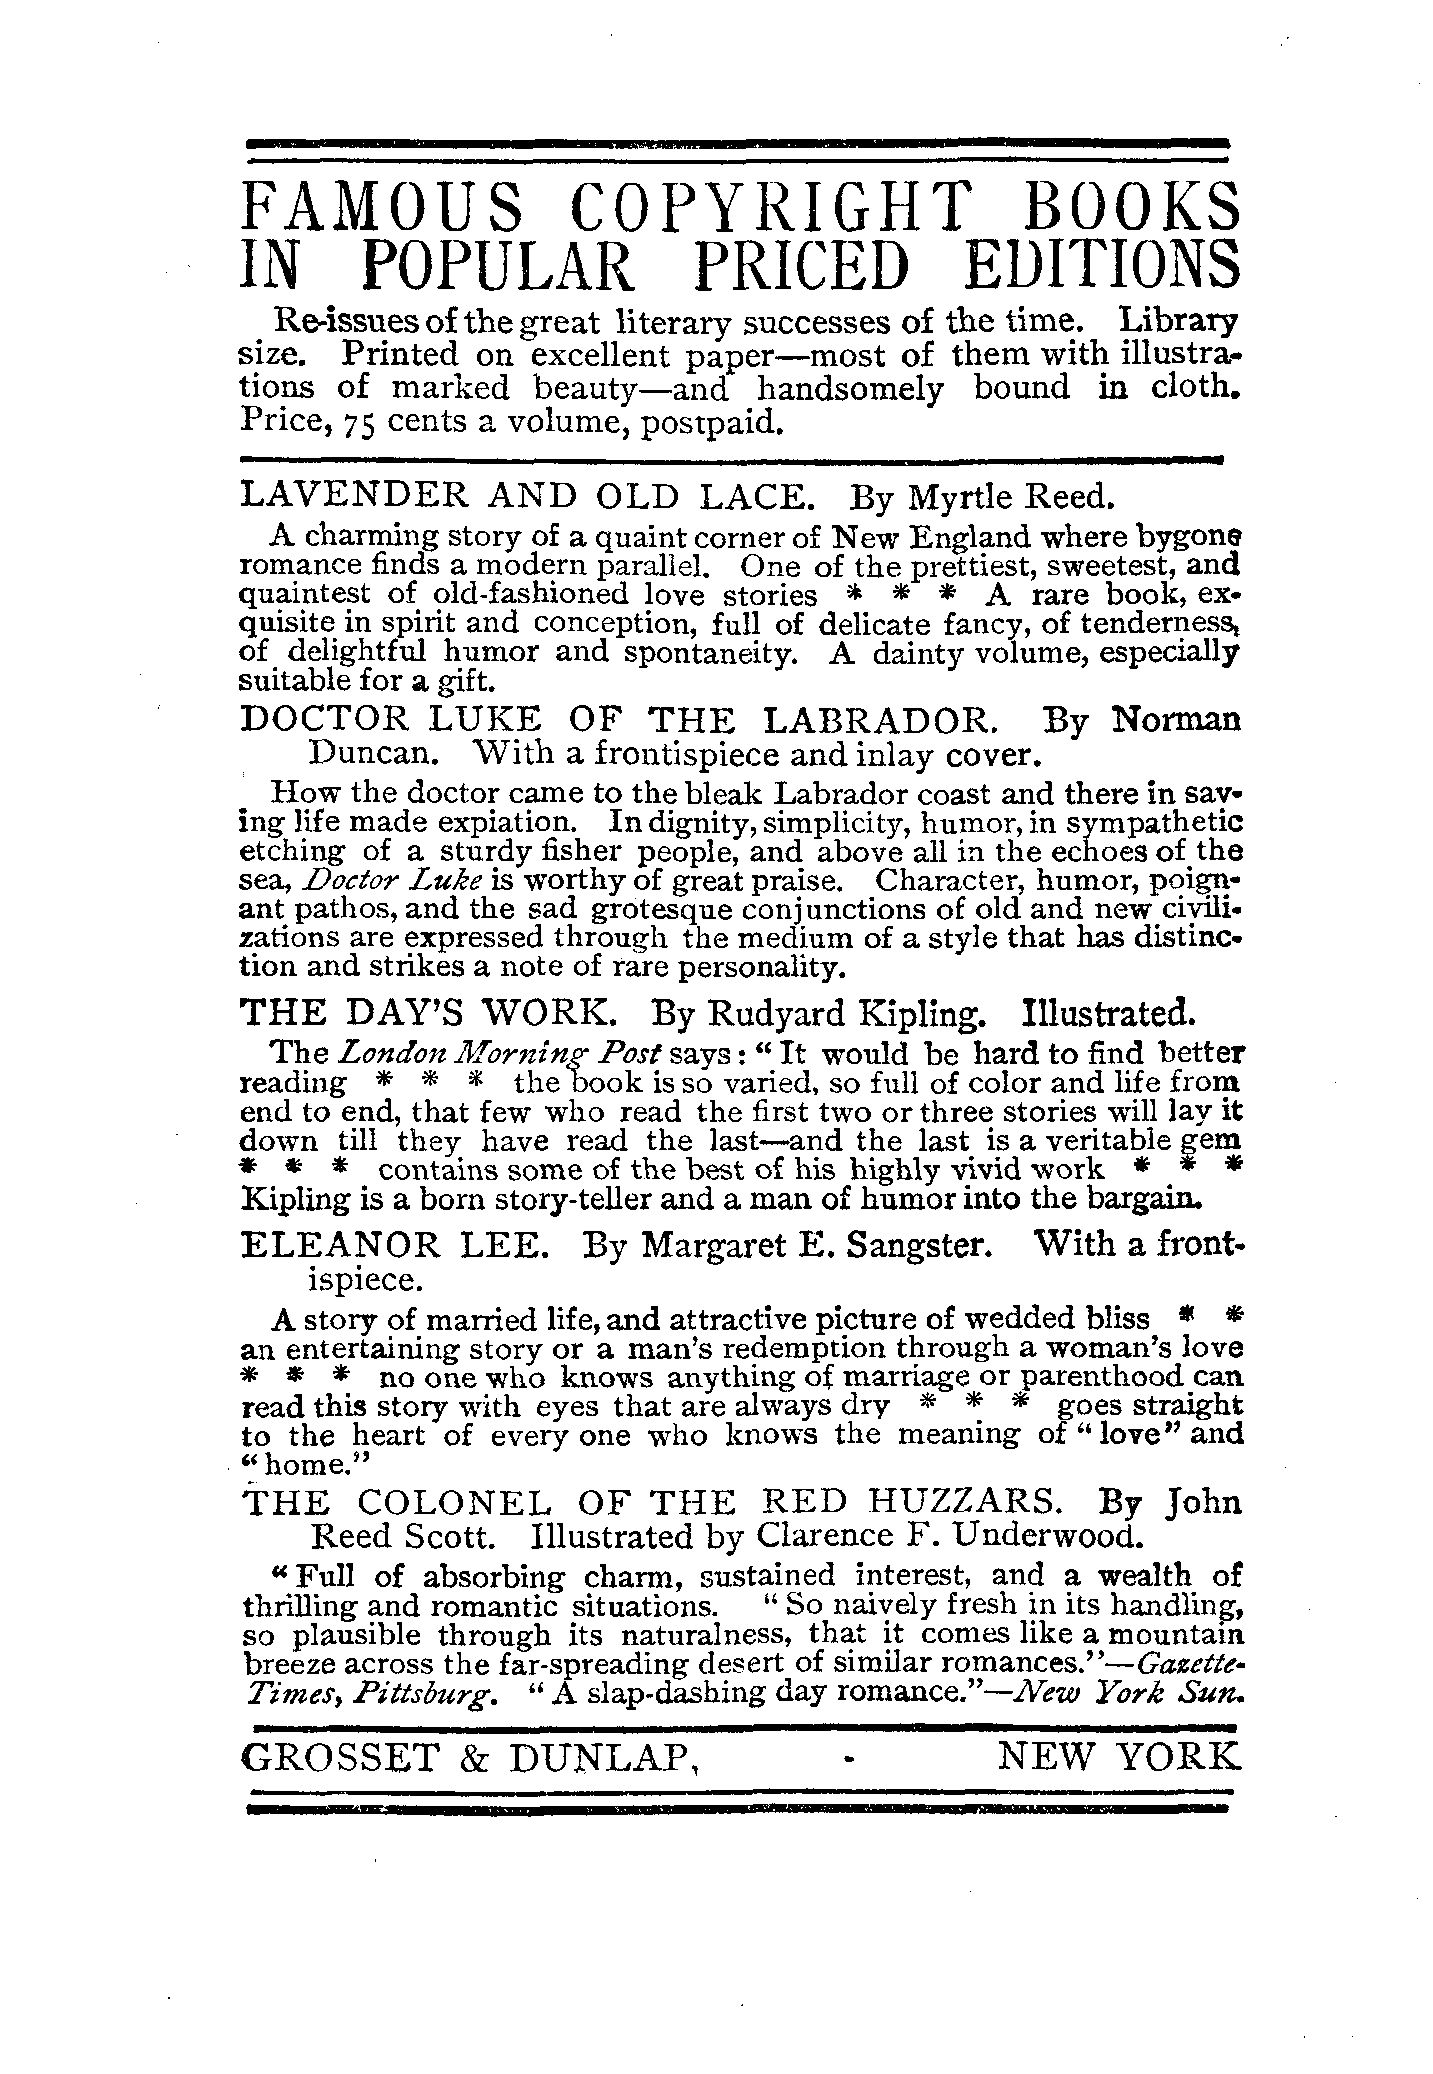 FAMOUS COPYRIGHT BOOKS
IN POPULAR PRICED EDITIONS
Re-issues of the great literary successes of the time. Library
size. Printed on excellent paper—most of them with illustra-
tions of marked beauty—and handsomely bound in cloth.
Price, 75 cents a volume, postpaid.
LAVENDER AND OLD LACE. By Myrtle Reed.
A charming story of a quaint corner of New England where bygone
romance finds a modern parallel. One of the prettiest, sweetest, and
quaintest of old-fashioned love stories * * * A rare book, ex-
quisite in spirit and conception, full of delicate fancy, of tenderness,
of delightful humor and spontaneity. A dainty volume, especially
suitable for a gift.
DOCTOR LUKE OF THE LABRADOR. By Norman
Duncan. With a frontispiece and inlay cover.
How the doctor came to the bleak Labrador coast and there in sav-
ing life made expiation. In dignity, simplicity, humor, in sympathetic
etching of a sturdy fisher people, and above all in the echoes of the
sea, Doctor Luke is worthy of great praise. Character, humor, poign-
ant pathos, and the sad grotesque conjunctions of old and new civili-
zations are expressed through the medium of a style that has distinc-
tion and strikes a note of rare personality.
THE DAY'S WORK. By Rudyard Kipling. Illustrated.
The London Morning Post says: "It would be hard to find better
reading * * * the book is so varied, so full of color and life from
end to end, that few who read the first two or three stories will lay it
down till they have read the last—and the last is a veritable gem
* * * contains some of the best of his highly vivid work * * *
Kipling is a born story-teller and a man of humor into the bargain.
ELEANOR LEE. By Margaret E. Sangster. With a front-
ispiece.
A story of married life, and attractive picture of wedded bliss * *
an entertaining story or a man's redemption through a woman's love
* * * no one who knows anything of marriage or parenthood can
read this story with eyes that are always dry * * * goes straight
to the heart of every one who knows the meaning of "love" and
"home."
THE COLONEL OF THE RED HUZZARS. By John
Reed Scott. Illustrated by Clarence F. Underwood.
"Full of absorbing charm, sustained interest, and a wealth of
thrilling and romantic situations. "So naively fresh in its handling,
so plausible through its naturalness, that it comes like a mountain
breeze across the far-spreading desert of similar romances."—Gazette-
Times, Pittsburg. "A slap-dashing day romance."—New York Sun.
GROSSET & DUNLAP, - NEW YORK